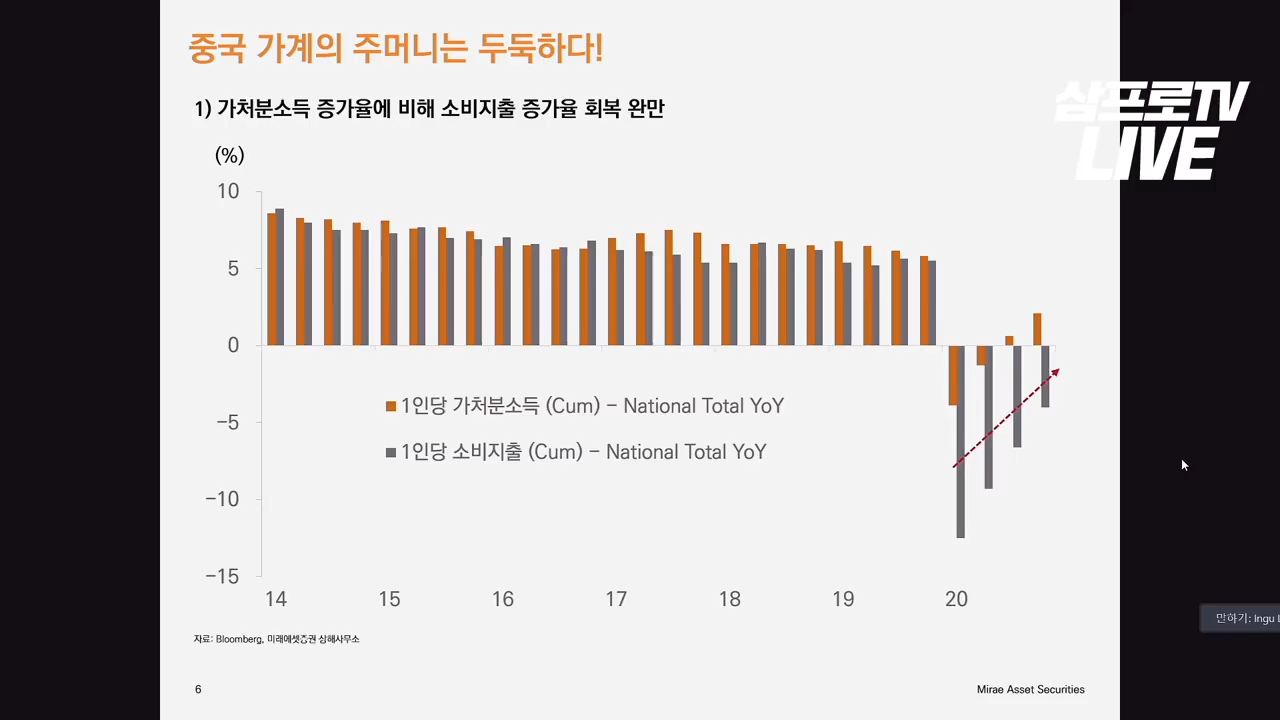 중국 가계의 주머니는 두둑하다!
1) 가처분소득 증가율에 비해 소비지출 증가율 회복 완만
삼프로TV
LIVE
(%)
10
5
0
-5
-10
-15
1인당 가처분소득 (Cum) - National Total YoY
1인당 소비지출 (Cum) - National Total YoY
14 15 16 17 18 19 20
자료: Bloomberg, 미래에셋증권 상해사무소
만하기: Ingu
6
Mirae Asset Securities